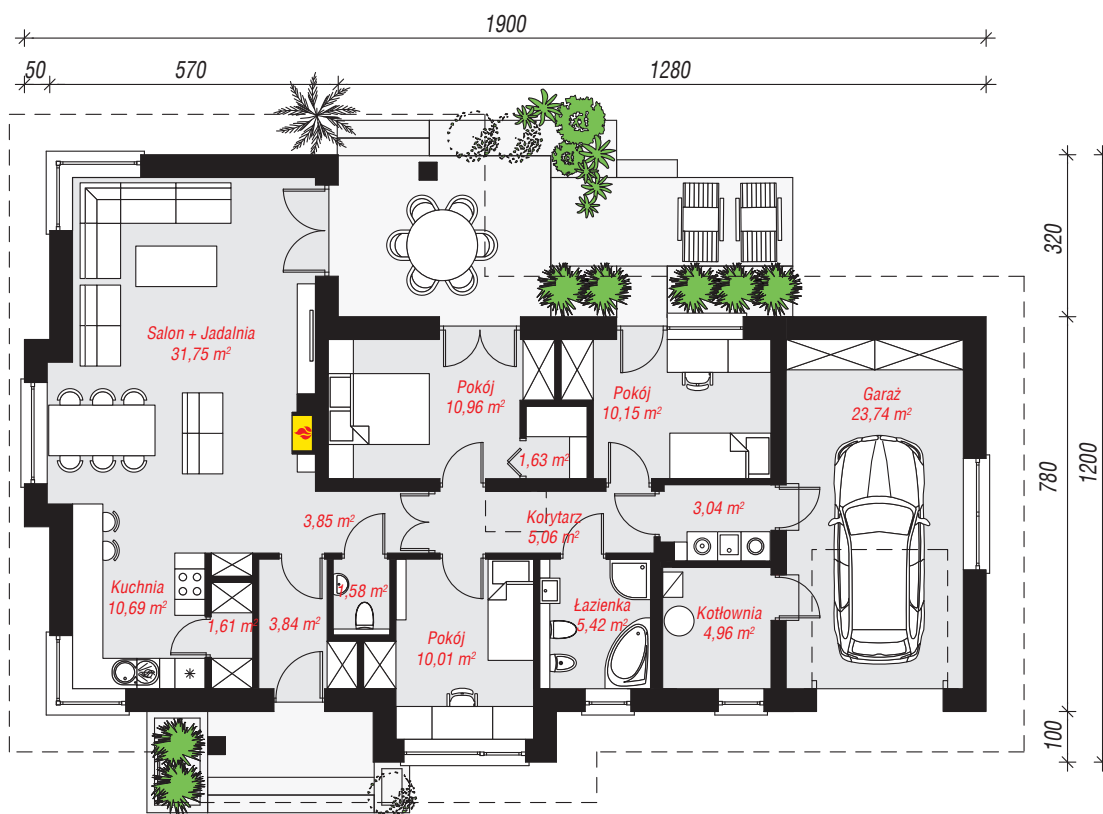 1900
50
570
1280
Salon + Jadalnia
31,75 m²
Pokój
10,96 m²
Pokój
10,15 m²
Garaż
23,74 m²
1,63 m²
3,85 m²
Korytarz
5,06 m²
3,04 m²
Kuchnia
10,69 m²
1,61 m²
3,84 m²
1,58 m²
Pokój
10,01 m²
Łazienka
5,42 m²
Kotłownia
4,96 m²
320
780
100
1200